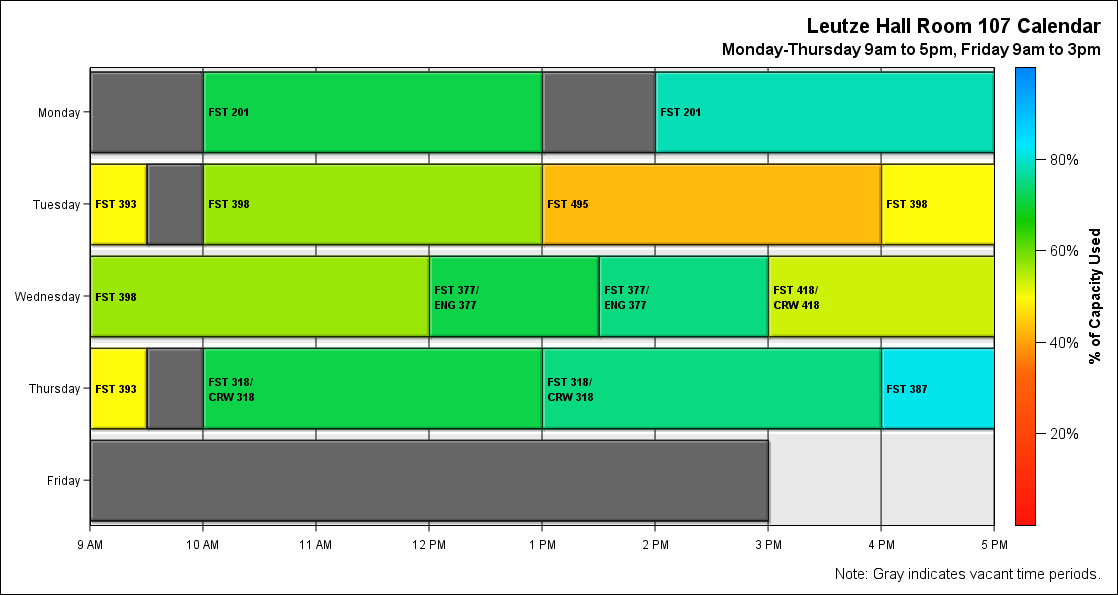 Leutze Hall Room 107 Calendar
Monday-Thursday 9am to 5pm, Friday 9am to 3pm
Monday
FST 201
FST 201
Tuesday
FST 393
FST 398
FST 495
FST 398
Wednesday
FST 398
FST 377/
ENG 377
FST 377/
ENG 377
FST 418/
CRW 418
Thursday
FST 393
FST 318/
CRW 318
FST 318/
CRW 318
FST 387
Friday
9 AM
10 AM
11 AM
12 PM
1 PM
2 PM
3 PM
4 PM
5 PM
80%
60%
40%
20%
% of Capacity Used
Note: Gray indicates vacant time periods.